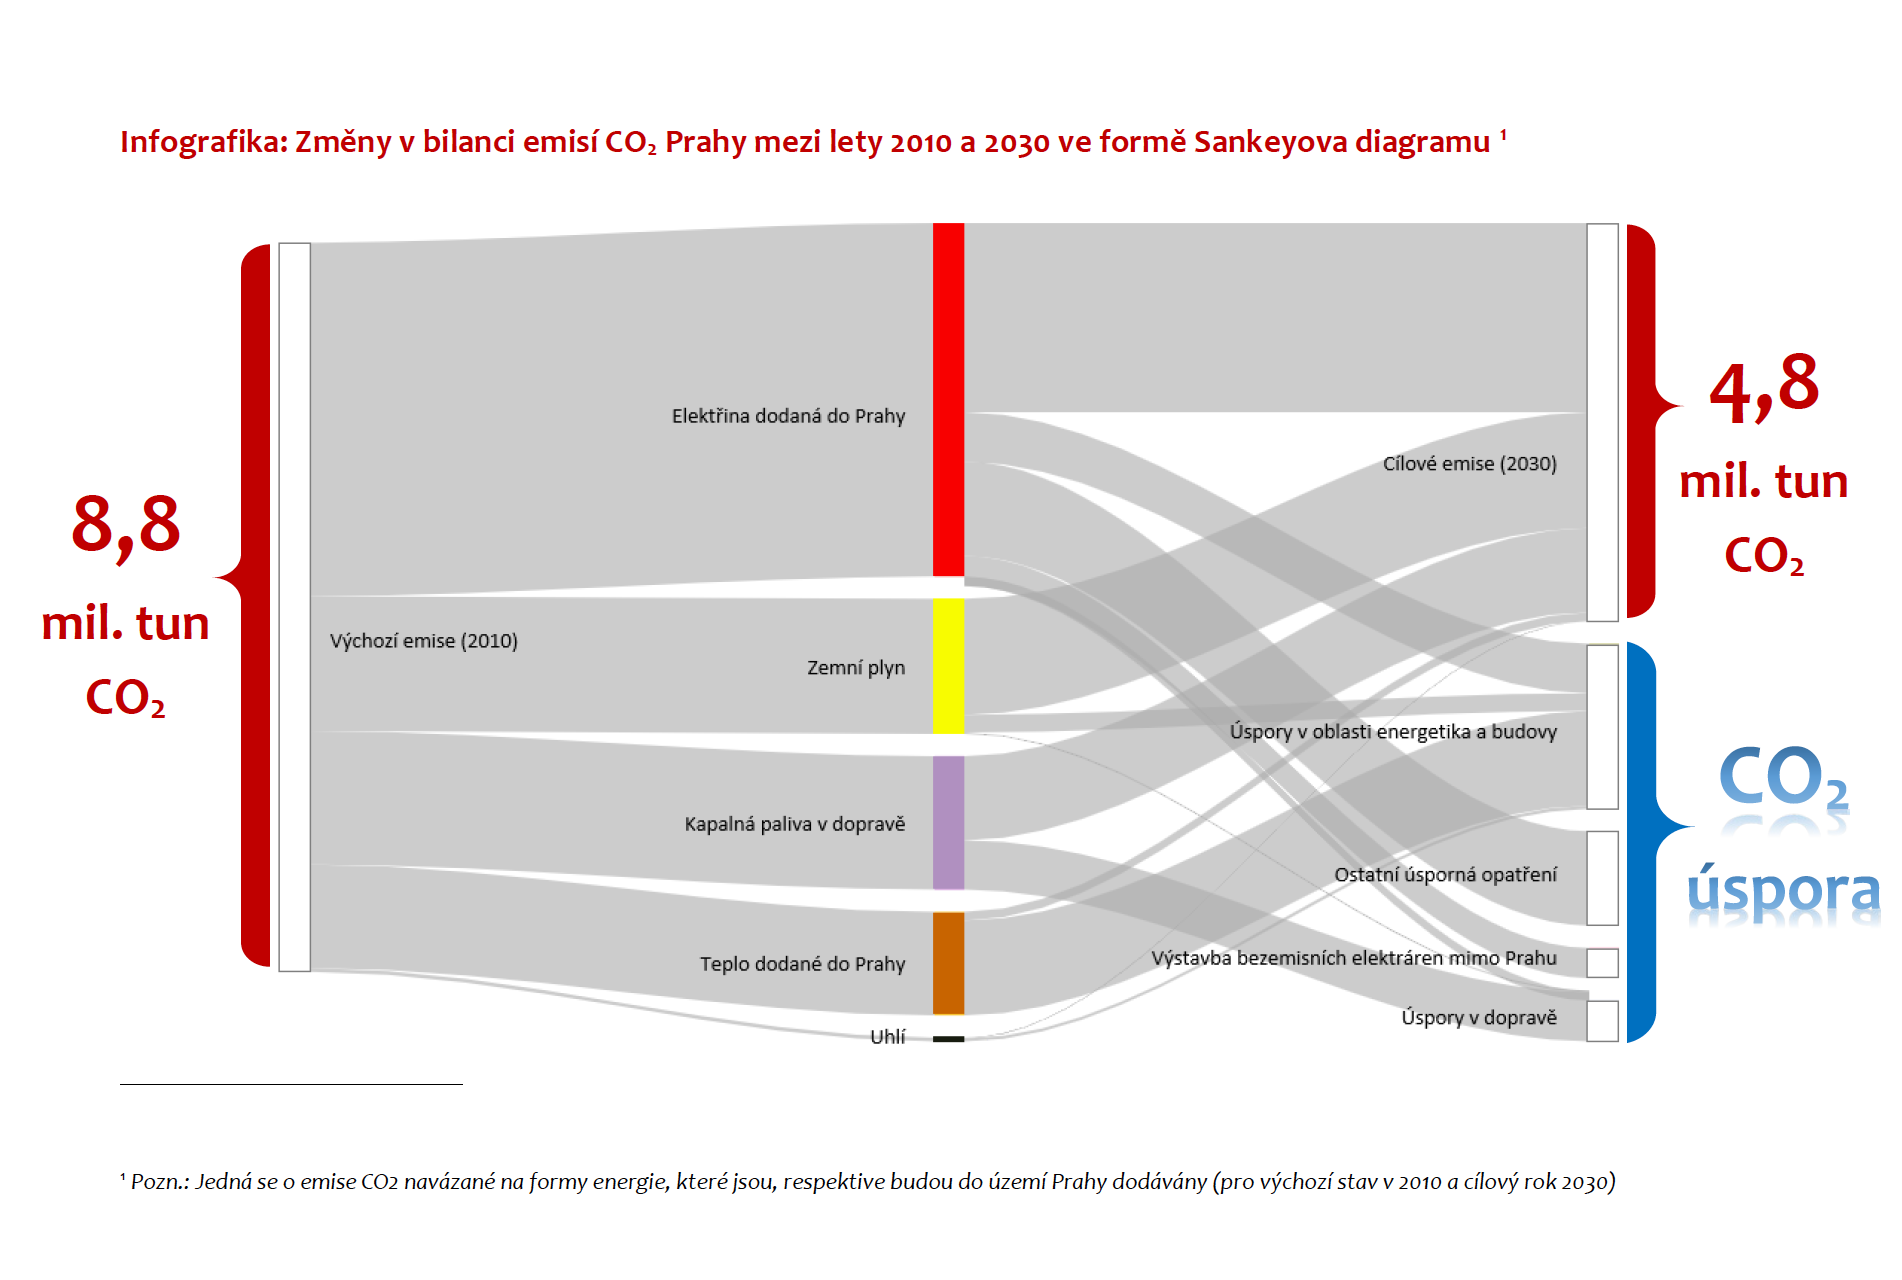 Infografika: Změny v bilanci emisí CO₂ Prahy mezi lety 2010 a 2030 ve formě Sankeyova diagramu ¹
8,8
mil. tun
CO₂
Výchozí emise (2010)
Elektřina dodaná do Prahy
Zemní plyn
Kapalná paliva v dopravě
Teplo dodané do Prahy
Uhlí
Cílové emise (2030)
Úspory v oblasti energetika a budovy
Ostatní úsporná opatření
Výstavba bezemisních elektráren mimo Prahu
Úspory v dopravě
4,8
mil. tun
CO₂
CO₂
úspora
¹ Pozn.: Jedná se o emise CO2 navázané na formy energie, které jsou, respektive budou do území Prahy dodávány (pro výchozí stav v 2010 a cílový rok 2030)